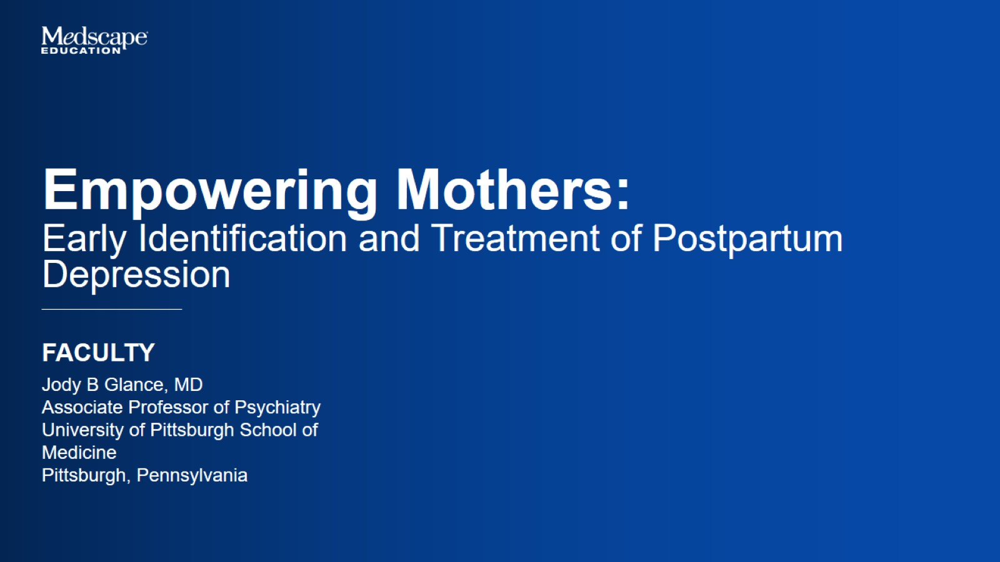 Medscape
EDUCATION
Empowering Mothers:
Early Identification and Treatment of Postpartum
Depression
FACULTY
Jody B Glance, MD
Associate Professor of Psychiatry
University of Pittsburgh School of
Medicine
Pittsburgh, Pennsylvania